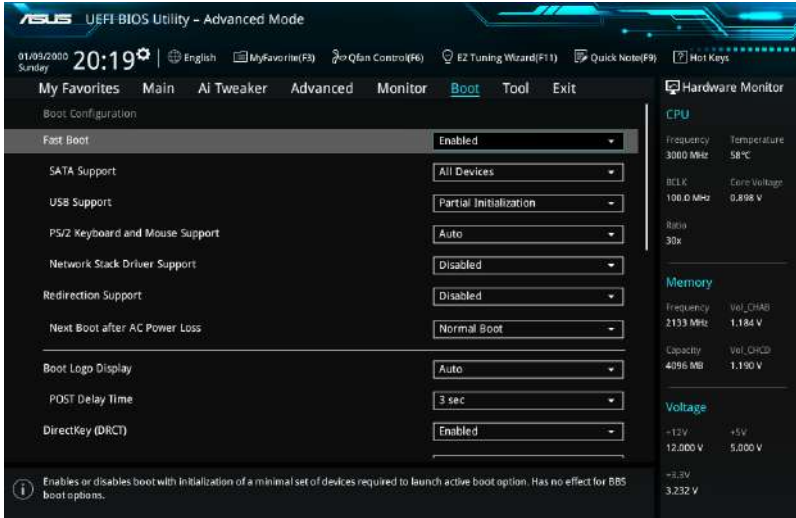 ASUS UEFI BIOS Utility – Advanced Mode
01/09/2000 Sunday 20:19 English MyFavorite(F3) Qfan Control(F6) EZ Tuning Wizard(F11) Quick Note(F9) ? Hot Keys
My Favorites Main Ai Tweaker Advanced Monitor Boot Tool Exit
Boot Configuration
Fast Boot Enabled
SATA Support All Devices
USB Support Partial Initialization
PS/2 Keyboard and Mouse Support Auto
Network Stack Driver Support Disabled
Redirection Support Disabled
Next Boot after AC Power Loss Normal Boot
Boot Logo Display Auto
POST Delay Time 3 sec
DirectKey (DRCT) Enabled
Enables or disables boot with initialization of a minimal set of devices required to launch active boot option. Has no effect for BBS
boot options.
Hardware Monitor
CPU
Frequency Temperature
3000 MHz 58°C
BCLK Core Voltage
100.0 MHz 0.898 V
Ratio
30x
Memory
Frequency Vol_CHAB
2133 MHz 1.184 V
Capacity Vol_CHCD
4096 MB 1.190 V
Voltage
+12V +5V
12.000 V 5.000 V
+3.3V
3.232 V